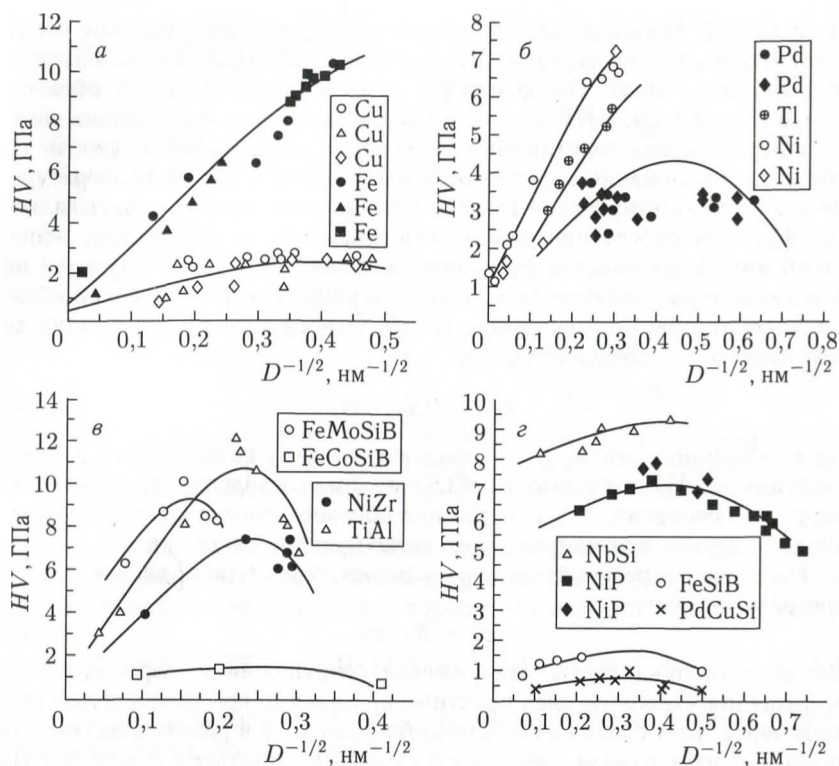 а
HV, ГПа
12
10
8
6
4
2
0
0,1
0,2
0,3
0,4
0,5
D⁻¹/², нм⁻¹/²
Cu
Cu
Cu
Fe
Fe
Fe
б
HV, ГПа
8
7
6
5
4
3
2
1
0
0,1
0,2
0,3
0,4
0,5
0,6
0,7
0,8
D⁻¹/², нм⁻¹/²
Pd
Pd
Tl
Ni
Ni
в
HV, ГПа
14
12
10
8
6
4
2
0
0,1
0,2
0,3
0,4
D⁻¹/², нм⁻¹/²
FeMoSiB
FeCoSiB
NiZr
TiAl
г
HV, ГПа
10
9
8
7
6
5
4
3
2
1
0
0,1
0,2
0,3
0,4
0,5
0,6
0,7
D⁻¹/², нм⁻¹/²
NbSi
NiP
NiP
FeSiB
PdCuSi